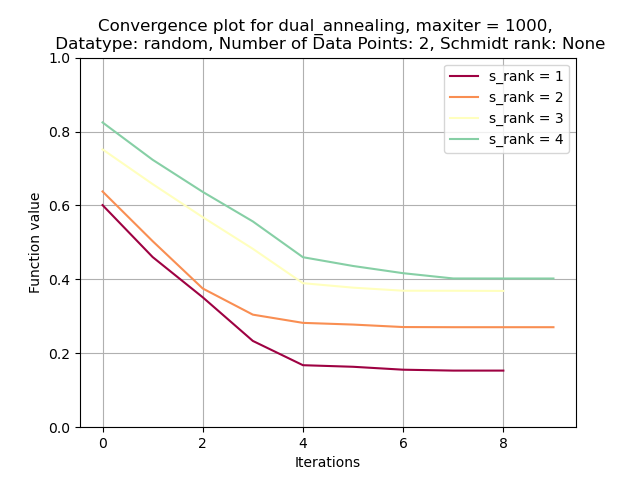 Convergence plot for dual_annealing, maxiter = 1000,
Datatype: random, Number of Data Points: 2, Schmidt rank: None
1.0
0.8
0.6
0.4
0.2
0.0
Function value
s_rank = 1
s_rank = 2
s_rank = 3
s_rank = 4
0 2 4 6 8
Iterations